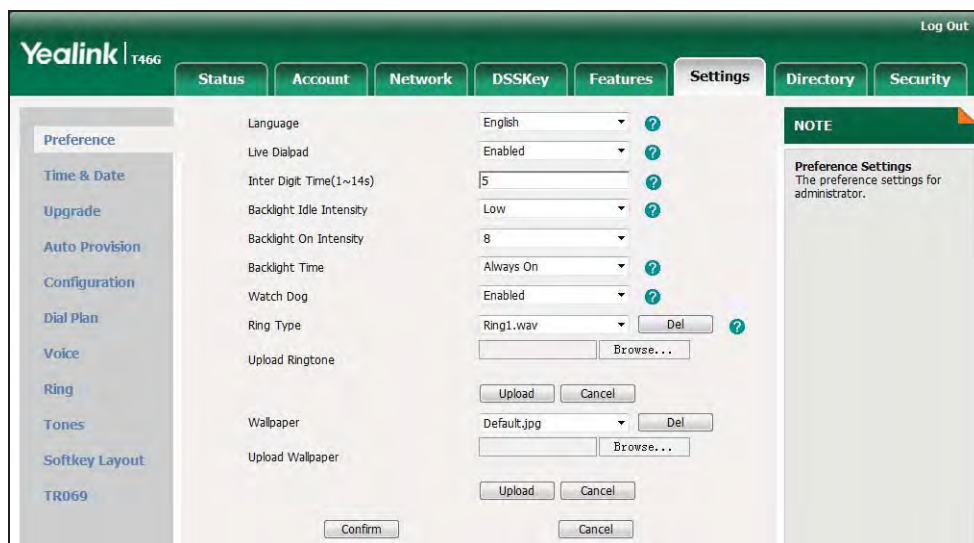 Log Out
Yealink T46G
Status Account Network DSSKey Features Settings Directory Security
Preference
Time & Date
Upgrade
Auto Provision
Configuration
Dial Plan
Voice
Ring
Tones
Softkey Layout
TR069
Language English ?
Live Dialpad Enabled ?
Inter Digit Time(1~14s) 5 ?
Backlight Idle Intensity Low ?
Backlight On Intensity 8
Backlight Time Always On ?
Watch Dog Enabled ?
Ring Type Ring1.wav Del ?
Upload Ringtone Browse...
Upload Cancel
Wallpaper Default.jpg Del
Upload Wallpaper Browse...
Upload Cancel
Confirm Cancel
NOTE
Preference Settings
The preference settings for
administrator.